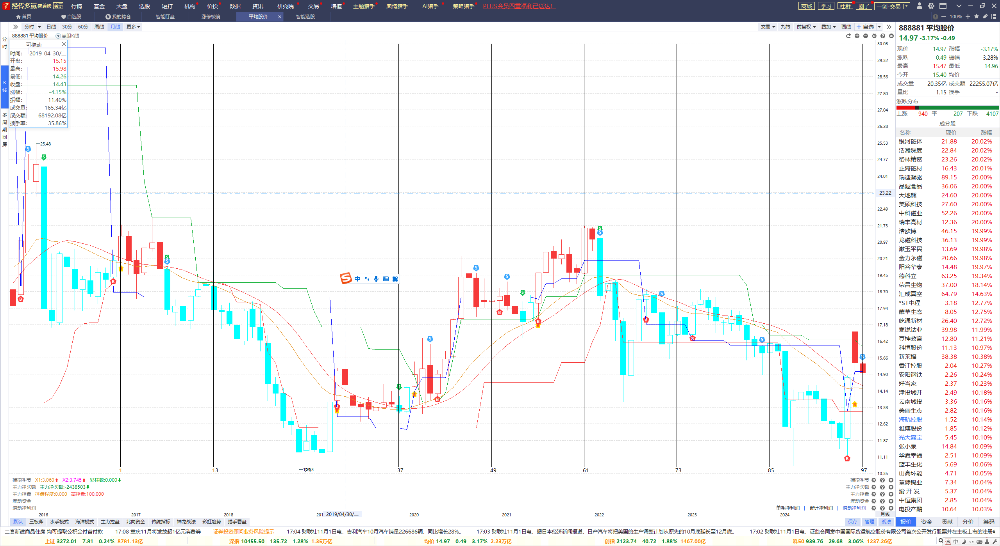 经传多赢 智尊版 演示 行情 基金 大盘 选股 短打 机构 价投 数据 资讯 研究院 交易 增值 主题猎手 舆情猎手 AI猎手 策略猎手 PLUS会员四重福利已送达！ 商城 学习 社群 圈子 一创-交易
首页 自选股 我的持仓 智能盯盘 涨停棱镜 平均股价 智能选股 100%
分时 日线 30分 60分 周线 月线 更多 交易 九转 前复权 叠加 画线 自选
888881 平均股价 慧眼K线
分时
K线
多周期同屏
可拖动
时间: 2019-04-30/二
开盘: 15.15
最高: 15.98
最低: 14.26
收盘: 14.43
涨幅: -4.15%
振幅: 11.40%
成交量: 165.34亿
成交额: 68192.08亿
换手率: 35.86%
←25.48
中
30.08
29.32
28.56
27.80
27.04
26.28
25.53
24.77
24.01
23.22
22.49
21.73
20.97
20.21
19.45
18.70
17.94
17.18
16.42
15.66
14.90
14.14
13.38
12.62
11.87
11.11
10.35
1 13 25 37 49 61 73 85 97
捕捞季节 X1:3.060 X2:3.745 彩柱数:0.000 捕捞季节
主力净买额 主力净买额:-2438503 主力净买额
主力控盘 控盘程度:0.000 高控盘:100.000 主力控盘
流动资金 流动资金
滚动净利润 单季净利润 | 累计净利润 | 滚动净利润
2016 2017 2018 201 2019/04/30/二 2020 2021 2022 2023 2024 月线
默认 三板斧 水手模式 海洋模式 主力控盘 北向资金 传统指标 神龙战法 彩虹趋势 猎手看盘 保存 管理 战法
888881 平均股价
14.97 -3.17% -0.49
现价 14.97 涨幅 -3.17%
涨跌 -0.49 振幅 3.28%
最高 15.47 最低 14.96
今开 15.40 均价 -
成交量 20.35亿 成交额 22255.07亿
量比 1.15 换手 -
涨跌分布
上涨 940 平 207 下跌 4107
成分股
名称 现价 涨幅
银河磁体 21.88 20.02%
浩瀚深度 22.84 20.02%
格林精密 23.26 20.02%
正海磁材 16.43 20.01%
瑞迪智驱 89.15 20.00%
品渥食品 36.06 20.00%
大地熊 24.60 20.00%
美硕科技 27.60 20.00%
中科磁业 52.26 20.00%
瑞丰高材 12.36 20.00%
浩欧博 46.15 19.99%
龙磁科技 36.13 19.99%
漱玉平民 13.69 19.98%
金力永磁 20.66 19.98%
阳谷华泰 14.48 19.97%
德科立 63.25 19.34%
荣昌生物 37.00 18.14%
汇成真空 64.79 14.63%
*ST中程 3.18 12.77%
蒙草生态 8.05 12.75%
屹通新材 26.40 12.72%
寒锐钴业 39.98 11.99%
豆神教育 12.80 11.21%
科恒股份 11.13 10.97%
新莱福 38.38 10.38%
香江控股 2.04 10.27%
安阳钢铁 2.26 10.24%
好当家 2.37 10.23%
津投城开 2.49 10.18%
云南城投 3.36 10.16%
美丽生态 2.82 10.16%
海航控股 1.52 10.14%
雅博股份 1.85 10.12%
光大嘉宝 5.45 10.10%
张小泉 14.84 10.09%
华夏幸福 2.51 10.09%
蓝丰生化 5.69 10.06%
山高环能 4.71 10.05%
章源钨业 7.34 10.04%
渝 开 发 5.37 10.04%
中恒集团 2.85 10.04%
电投产融 10.64 10.03%
报价 资金 贡献 分价 筹码
二套新建商品住房 均可提取公积金付首付款 17:08 重庆11月将发放超1亿元消费券 证券投资顾问业务风险提示 17:04 财联社11月1日电，吉利汽车10月汽车销量226686辆，同比增长28%。 17:03 财联社11月1日电，据日本经济新闻报道，日产汽车将把美国的生产调整计划从原先的10月底延长至12月底。 17:02 财联社11月1日电，证监会同意中国国际货运航空股份有限公司首次公开发行股票并在主板上市的注册申
上证 3272.01 -7.81 -0.24% 8781.13亿 深指 10455.50 -135.72 -1.28% 1.35万亿 均价 14.97 -0.49 -3.17% 2.23万亿 创指 2123.74 -40.72 -1.88% 1467.00亿 科50 939.76 -29.68 -3.06% 1237.26亿 五 中